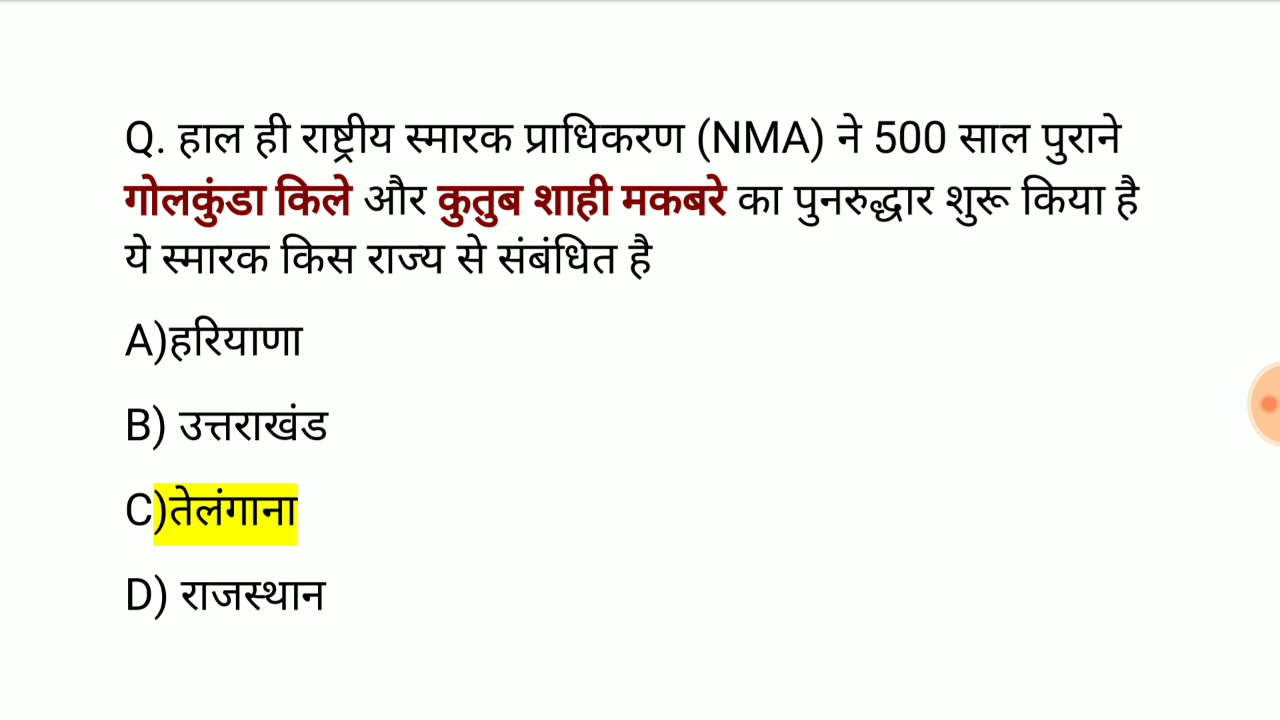 Q. हाल ही राष्ट्रीय स्मारक प्राधिकरण (NMA) ने 500 साल पुराने
गोलकुंडा किले और कुतुब शाही मकबरे का पुनरुद्धार शुरू किया है
ये स्मारक किस राज्य से संबंधित है
A)हरियाणा
B) उत्तराखंड
C)तेलंगाना
D) राजस्थान